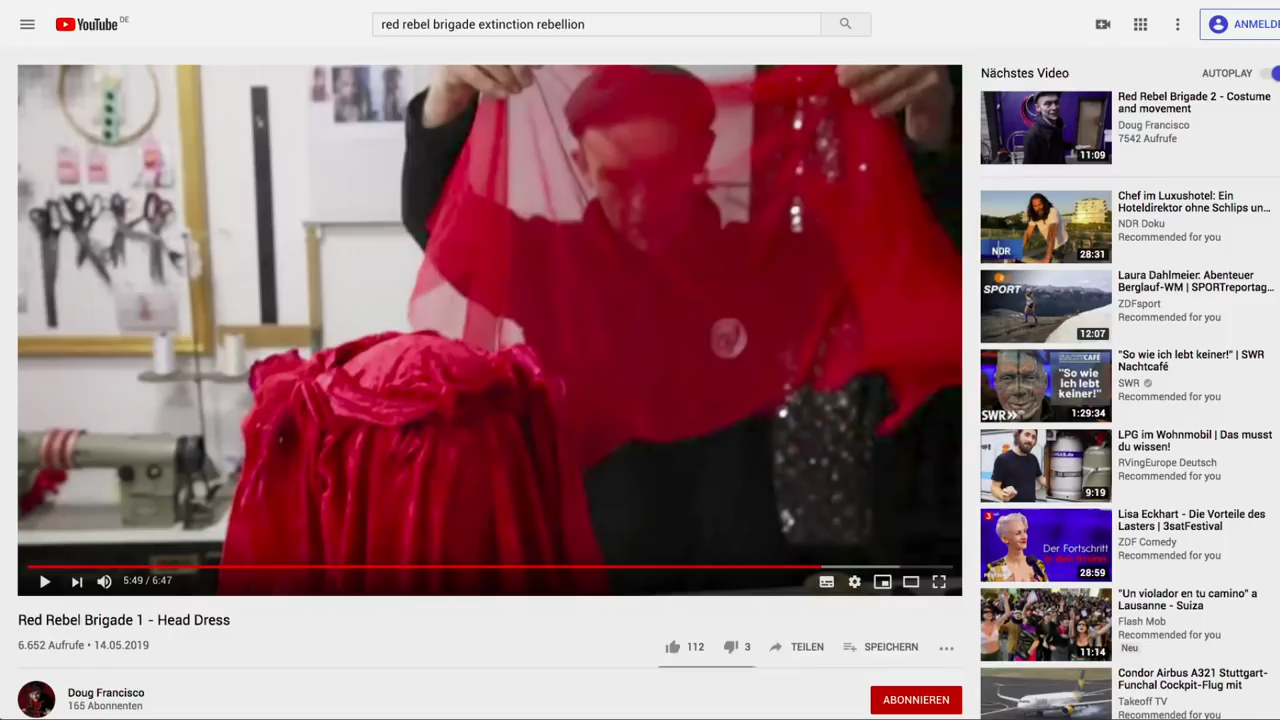 YouTube DE
red rebel brigade extinction rebellion
5:49 / 6:47
Red Rebel Brigade 1 - Head Dress
6.652 Aufrufe • 14.05.2019
112
3
TEILEN
SPEICHERN
Doug Francisco
165 Abonnenten
ABONNIEREN
Nächstes Video
AUTOPLAY
11:09
Red Rebel Brigade 2 - Costume
and movement
Doug Francisco
7542 Aufrufe
NDR
28:31
Chef im Luxushotel: Ein
Hoteldirektor ohne Schlips un...
NDR Doku
Recommended for you
SPORT
12:07
Laura Dahlmeier: Abenteuer
Berglauf-WM | SPORTreportag...
ZDFsport
Recommended for you
NACHTCAFÉ
"So wie
ich lebt
keiner!"
SWR»
1:29:34
"So wie ich lebt keiner!" | SWR
Nachtcafé
SWR
Recommended for you
9:19
LPG im Wohnmobil | Das musst
du wissen!
RVingEurope Deutsch
Recommended for you
Der Fortschritt
28:59
Lisa Eckhart - Die Vorteile des
Lasters | 3satFestival
ZDF Comedy
Recommended for you
11:14
"Un violador en tu camino" a
Lausanne - Suiza
Flash Mob
Recommended for you
Neu
Condor Airbus A321 Stuttgart-
Funchal Cockpit-Flug mit
Takeoff TV
Recommended for you